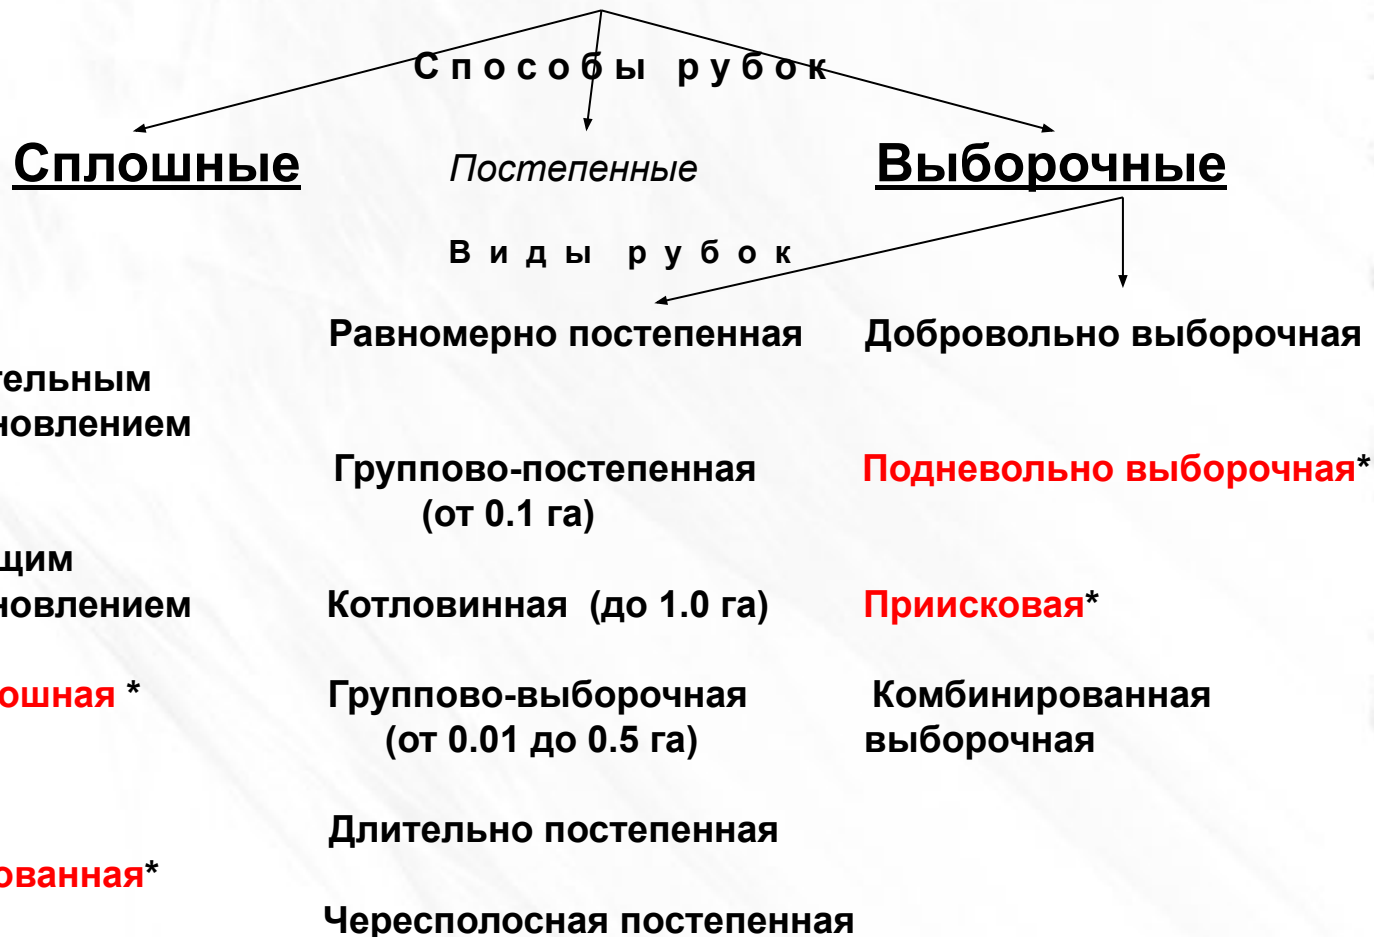 Способы рубок
Сплошные Постепенные Выборочные
Виды рубок
Равномерно постепенная Добровольно выборочная
тельным
новлением
Группово-постепенная Подневольно выборочная*
(от 0.1 га)
щим
новлением Котловинная (до 1.0 га) Приисковая*
ошная * Группово-выборочная Комбинированная
(от 0.01 до 0.5 га) выборочная
Длительно постепенная
ованная*
Чересполосная постепенная